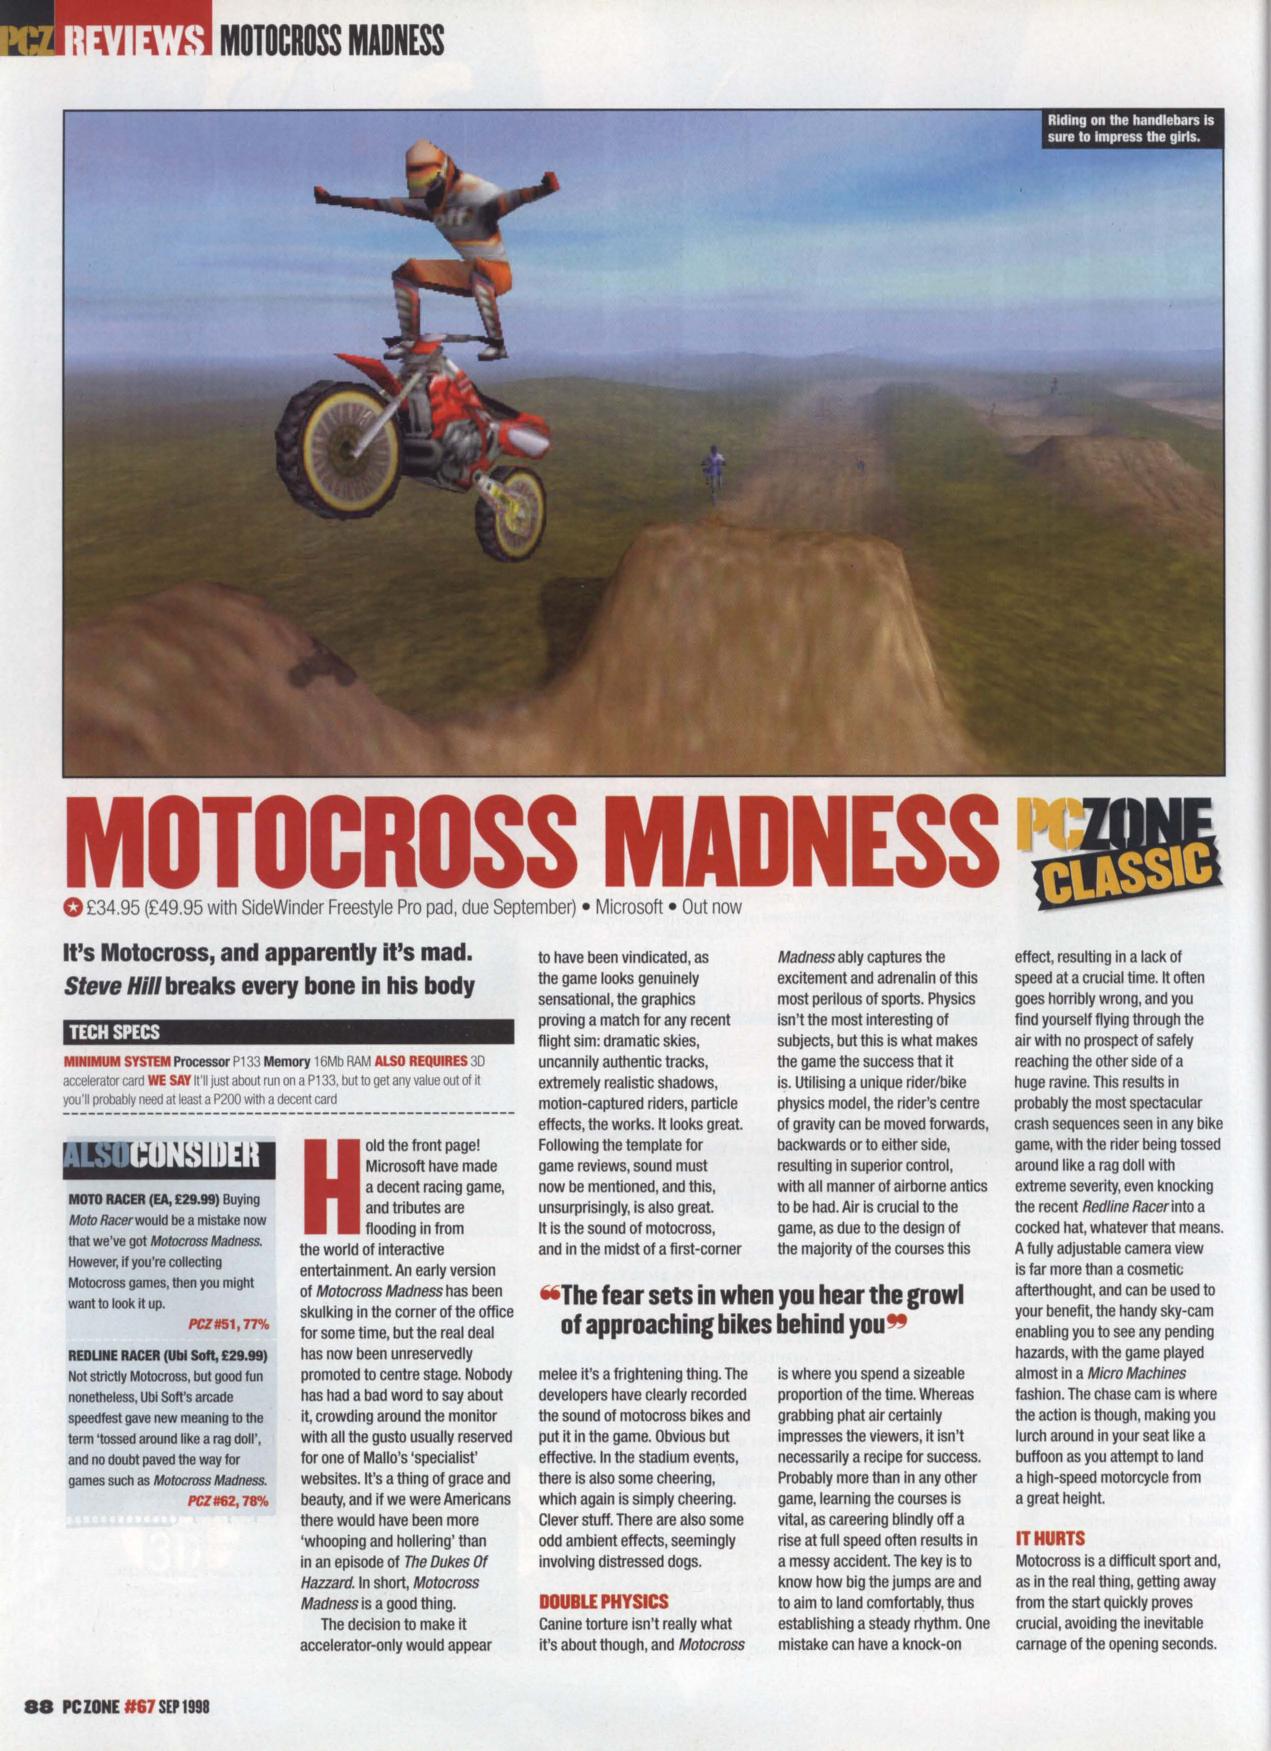 PCZ REVIEWS MOTOCROSS MADNESS
Riding on the handlebars is
sure to impress the girls.
MOTOCROSS MADNESS
PCZONE
CLASSIC
£34.95 (£49.95 with SideWinder Freestyle Pro pad, due September) • Microsoft • Out now
It's Motocross, and apparently it's mad.
Steve Hill breaks every bone in his body
TECH SPECS
MINIMUM SYSTEM Processor P133 Memory 16Mb RAM ALSO REQUIRES 3D
accelerator card WE SAY It'll just about run on a P133, but to get any value out of it
you'll probably need at least a P200 with a decent card
ALSO CONSIDER
MOTO RACER (EA, £29.99) Buying
Moto Racer would be a mistake now
that we've got Motocross Madness.
However, if you're collecting
Motocross games, then you might
want to look it up.
PCZ #51, 77%
REDLINE RACER (Ubi Soft, £29.99)
Not strictly Motocross, but good fun
nonetheless, Ubi Soft's arcade
speedfest gave new meaning to the
term 'tossed around like a rag doll',
and no doubt paved the way for
games such as Motocross Madness.
PCZ #62, 78%
Hold the front page!
Microsoft have made
a decent racing game,
and tributes are
flooding in from
the world of interactive
entertainment. An early version
of Motocross Madness has been
skulking in the corner of the office
for some time, but the real deal
has now been unreservedly
promoted to centre stage. Nobody
has had a bad word to say about
it, crowding around the monitor
with all the gusto usually reserved
for one of Mallo's 'specialist'
websites. It's a thing of grace and
beauty, and if we were Americans
there would have been more
'whooping and hollering' than
in an episode of The Dukes Of
Hazzard. In short, Motocross
Madness is a good thing.
The decision to make it
accelerator-only would appear
to have been vindicated, as
the game looks genuinely
sensational, the graphics
proving a match for any recent
flight sim: dramatic skies,
uncannily authentic tracks,
extremely realistic shadows,
motion-captured riders, particle
effects, the works. It looks great.
Following the template for
game reviews, sound must
now be mentioned, and this,
unsurprisingly, is also great.
It is the sound of motocross,
and in the midst of a first-corner
melee it's a frightening thing. The
developers have clearly recorded
the sound of motocross bikes and
put it in the game. Obvious but
effective. In the stadium events,
there is also some cheering,
which again is simply cheering.
Clever stuff. There are also some
odd ambient effects, seemingly
involving distressed dogs.
DOUBLE PHYSICS
Canine torture isn't really what
it's about though, and Motocross
Madness ably captures the
excitement and adrenalin of this
most perilous of sports. Physics
isn't the most interesting of
subjects, but this is what makes
the game the success that it
is. Utilising a unique rider/bike
physics model, the rider's centre
of gravity can be moved forwards,
backwards or to either side,
resulting in superior control,
with all manner of airborne antics
to be had. Air is crucial to the
game, as due to the design of
the majority of the courses this
“The fear sets in when you hear the growl
of approaching bikes behind you”
is where you spend a sizeable
proportion of the time. Whereas
grabbing phat air certainly
impresses the viewers, it isn't
necessarily a recipe for success.
Probably more than in any other
game, learning the courses is
vital, as careering blindly off a
rise at full speed often results in
a messy accident. The key is to
know how big the jumps are and
to aim to land comfortably, thus
establishing a steady rhythm. One
mistake can have a knock-on
effect, resulting in a lack of
speed at a crucial time. It often
goes horribly wrong, and you
find yourself flying through the
air with no prospect of safely
reaching the other side of a
huge ravine. This results in
probably the most spectacular
crash sequences seen in any bike
game, with the rider being tossed
around like a rag doll with
extreme severity, even knocking
the recent Redline Racer into a
cocked hat, whatever that means.
A fully adjustable camera view
is far more than a cosmetic
afterthought, and can be used to
your benefit, the handy sky-cam
enabling you to see any pending
hazards, with the game played
almost in a Micro Machines
fashion. The chase cam is where
the action is though, making you
lurch around in your seat like a
buffoon as you attempt to land
a high-speed motorcycle from
a great height.
IT HURTS
Motocross is a difficult sport and,
as in the real thing, getting away
from the start quickly proves
crucial, avoiding the inevitable
carnage of the opening seconds.
88 PC ZONE #67 SEP 1998